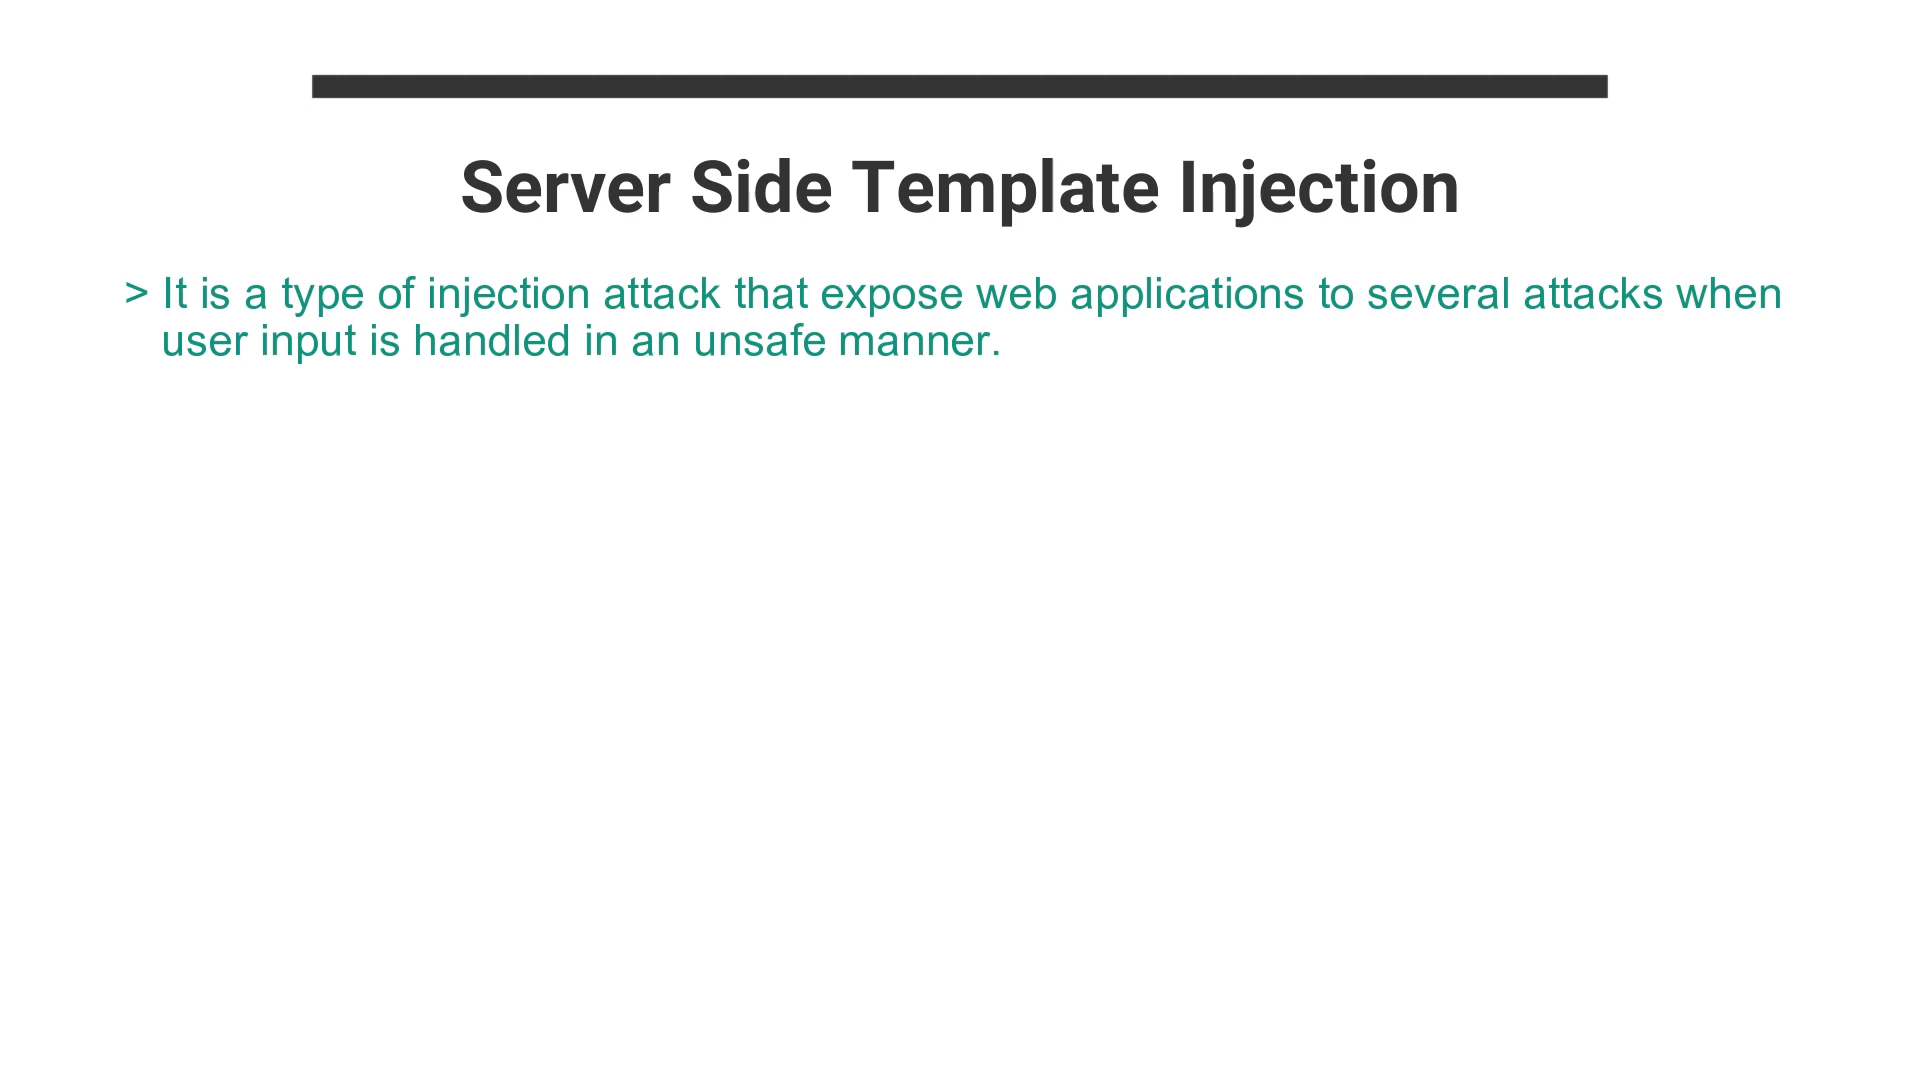 Server Side Template Injection
> It is a type of injection attack that expose web applications to several attacks when
user input is handled in an unsafe manner.